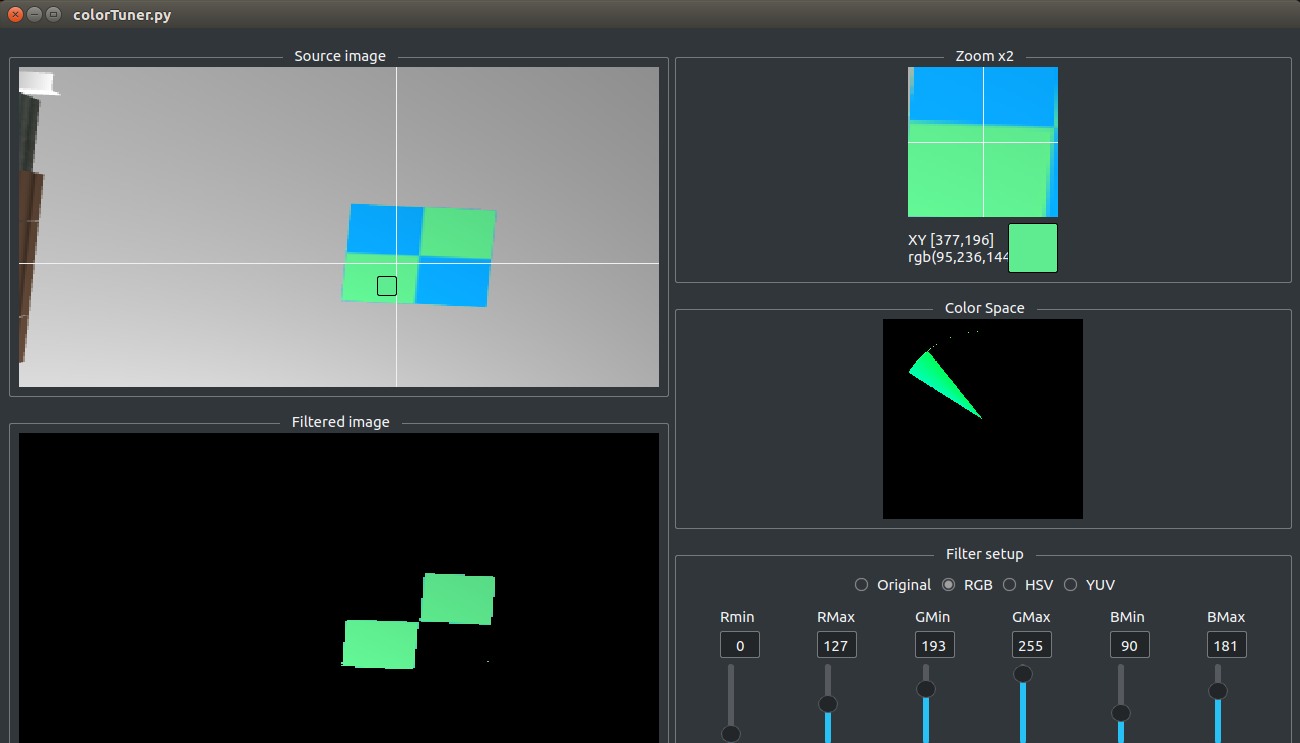 colorTuner.py
Source image
Zoom x2
XY [377,196]
rgb(95,236,144
Color Space
Filtered image
Filter setup
Original RGB HSV YUV
Rmin RMax GMin GMax BMin BMax
0 127 193 255 90 181